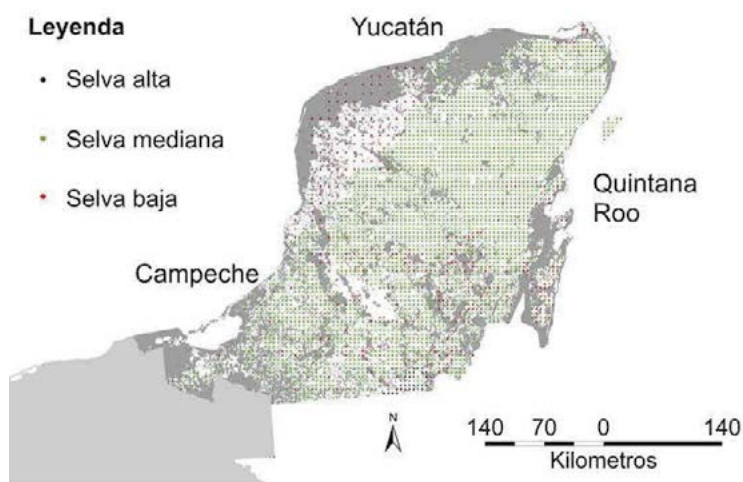 Leyenda
Selva alta
Selva mediana
Selva baja
Yucatán
Quintana
Roo
Campeche
N
140 70 0 140
Kilometros